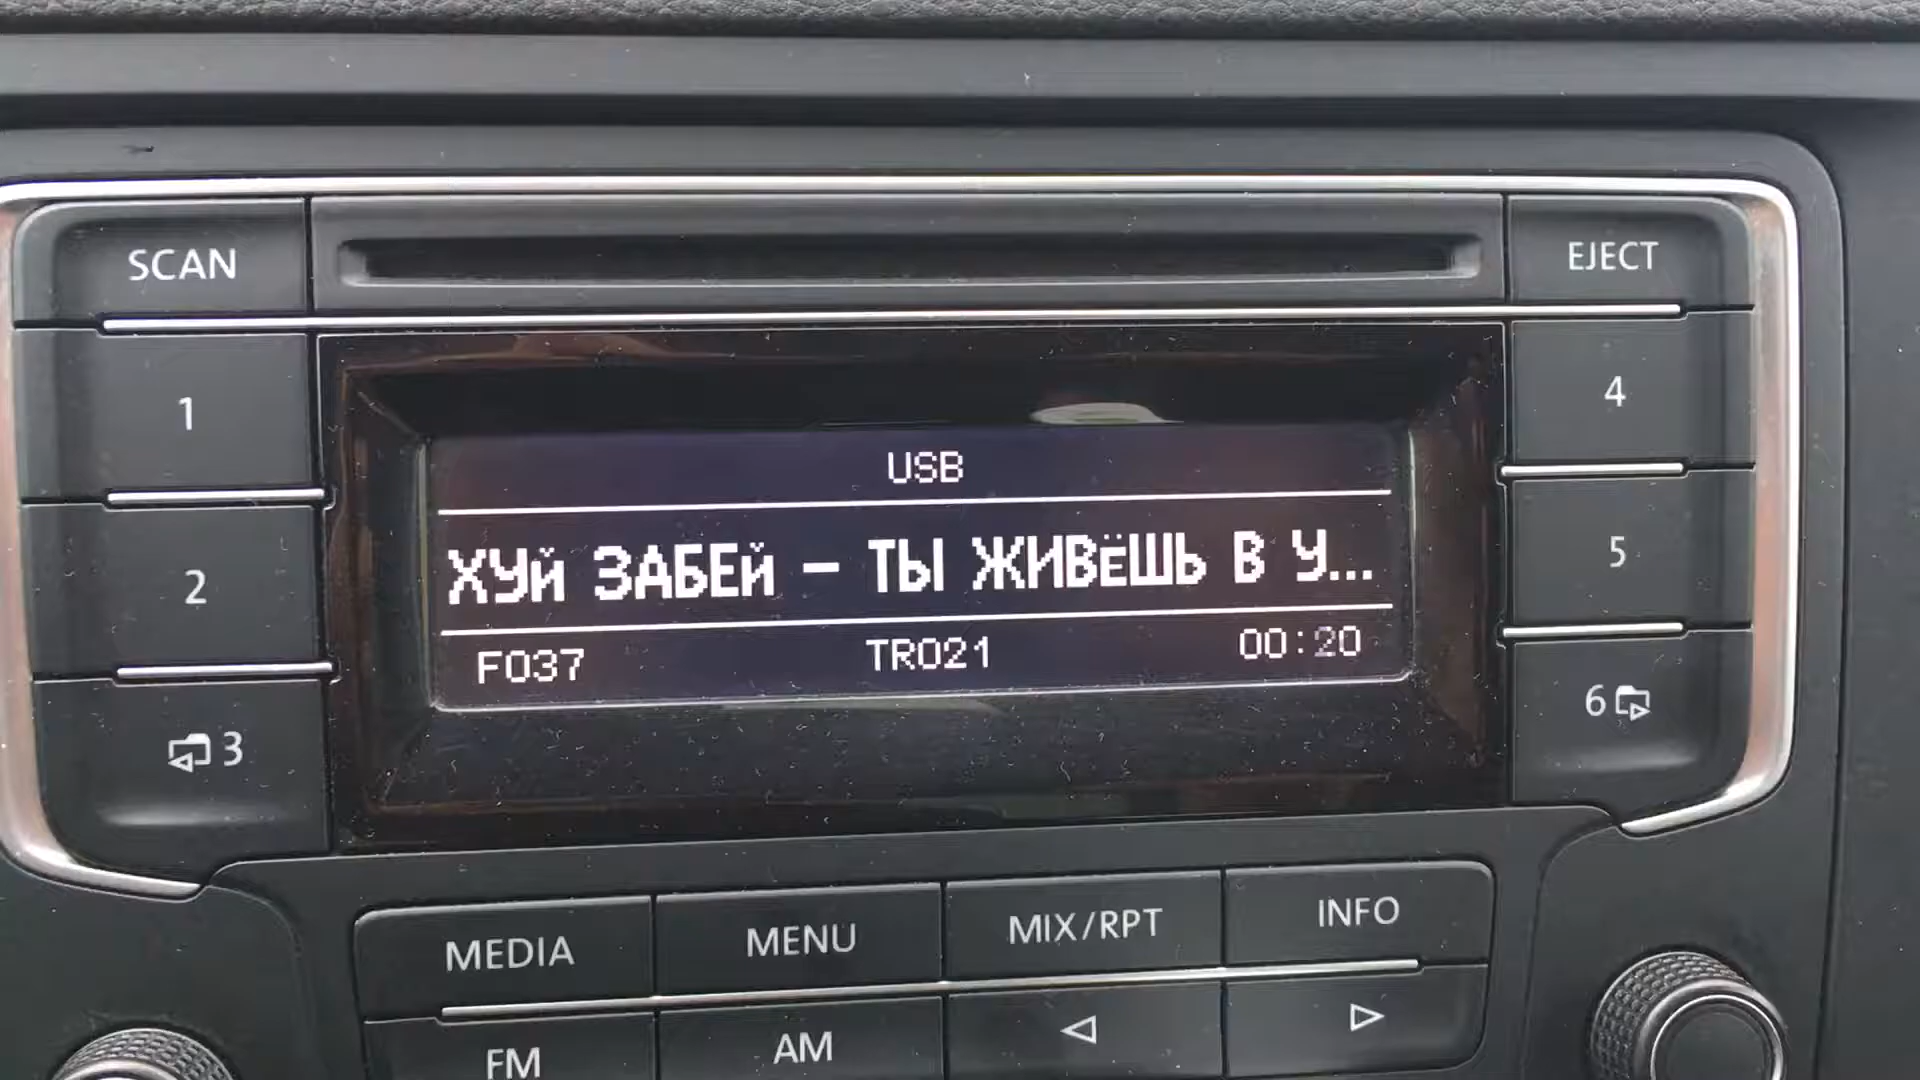 SCAN
EJECT
1
4
USB
ХУЙ ЗАБЕЙ – ТЫ ЖИВЁШЬ В У...
2
5
F037 TR021 00:20
3
6
MEDIA MENU MIX/RPT INFO
FM AM